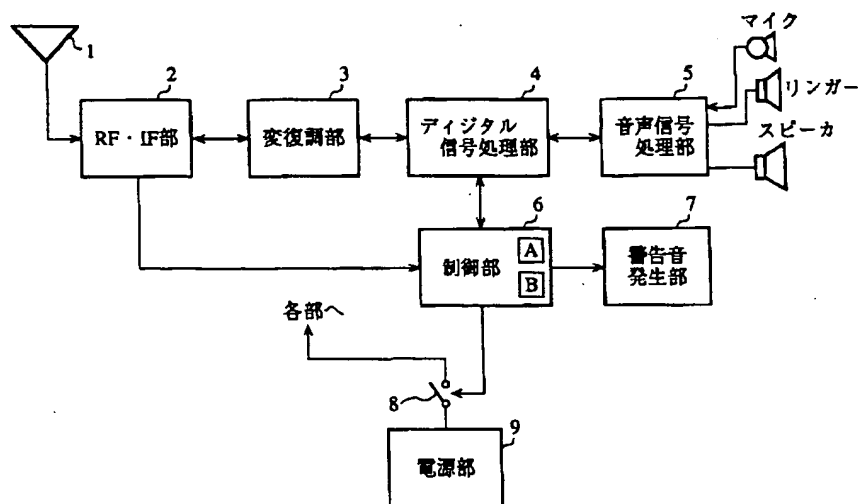 マイク
1
2
3
4
5
リンガー
RF・IF部
変復調部
ディジタル
信号処理部
音声信号
処理部
スピーカ
6
7
制御部
A
B
警告音
発生部
各部へ
8
9
電源部